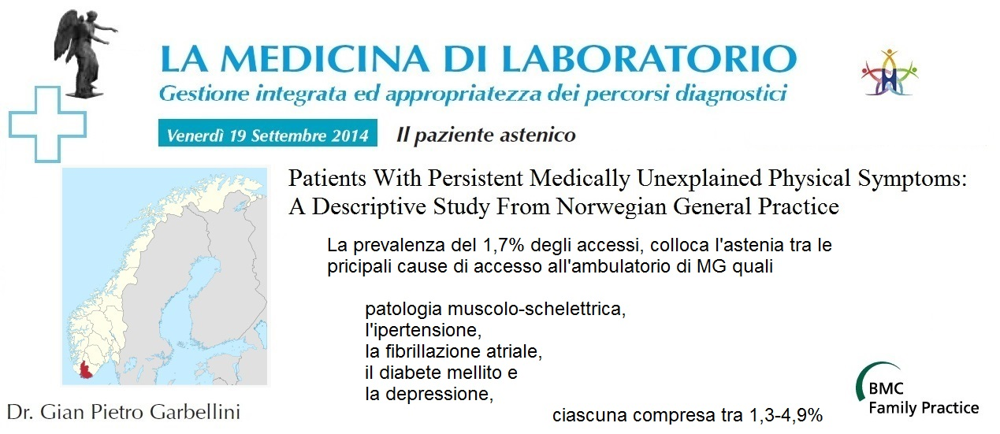 LA MEDICINA DI LABORATORIO
Gestione integrata ed appropriatezza dei percorsi diagnostici
H
Venerdì 19 Settembre 2014
Il paziente astenico
Patients With Persistent Medically Unexplained Physical Symptoms:
A Descriptive Study From Norwegian General Practice
La prevalenza del 1,7% degli accessi, colloca l'astenia tra le
pricipali cause di accesso all'ambulatorio di MG quali
patologia muscolo-schelettrica,
l'ipertensione,
la fibrillazione atriale,
il diabete mellito e
la depressione,
ciascuna compresa tra 1,3-4,9%
Dr. Gian Pietro Garbellini
BMC
Family Practice